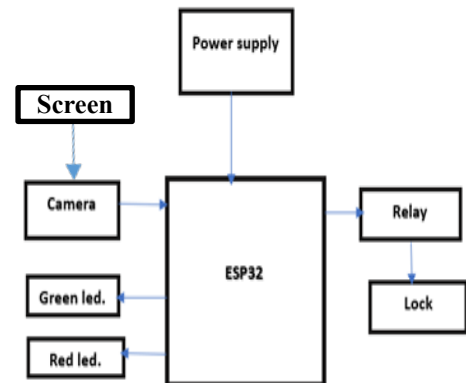 Power supply
Screen
Camera
ESP32
Relay
Green led.
Lock
Red led.